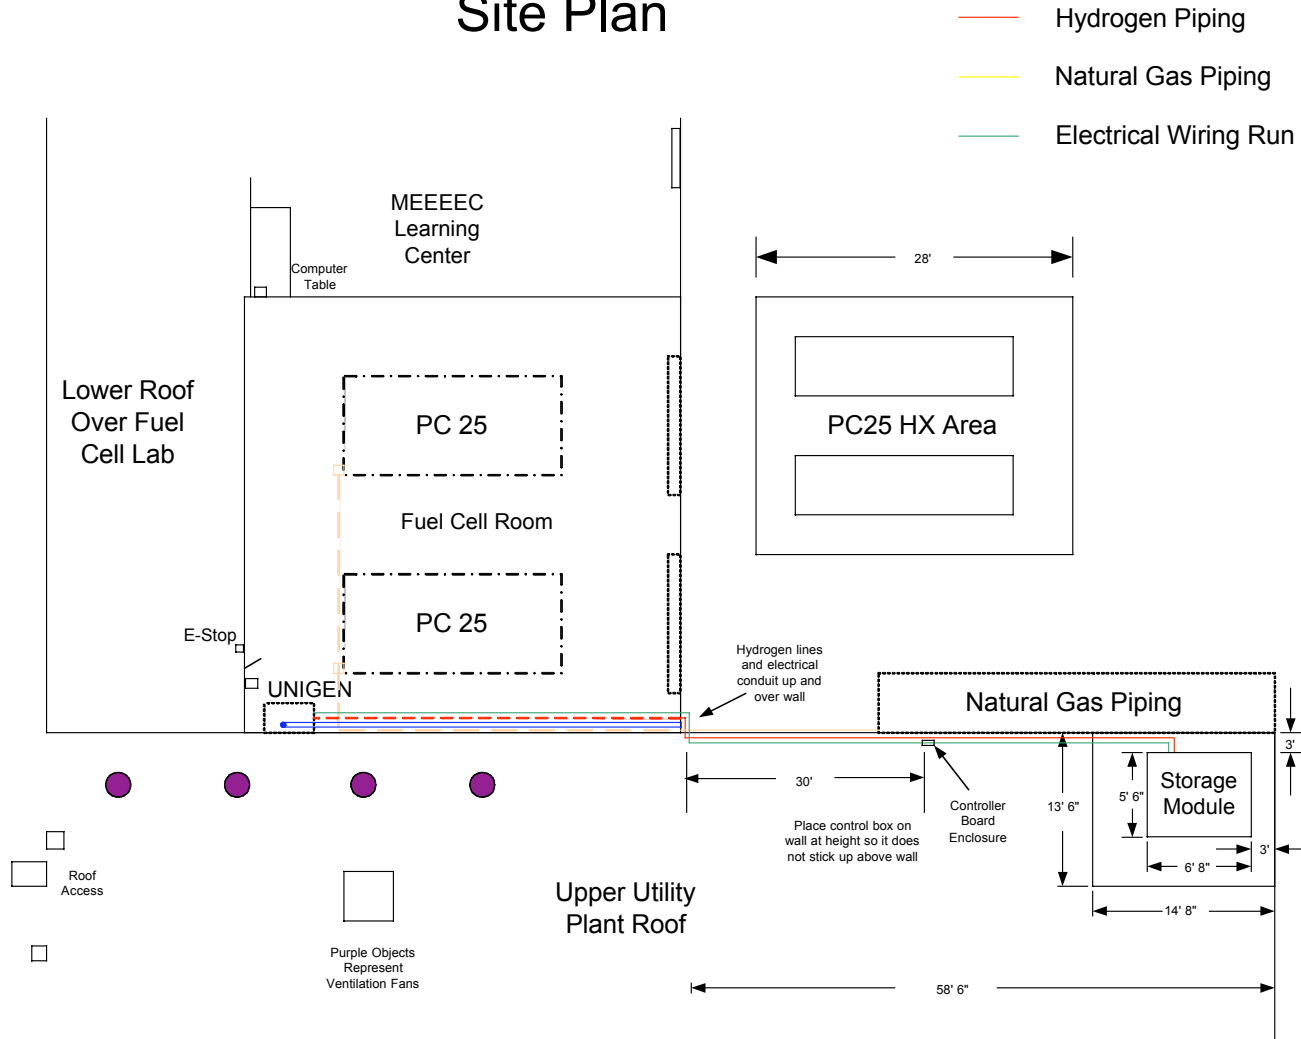 Site Plan
Hydrogen Piping
Natural Gas Piping
Electrical Wiring Run
MEEEEC
Learning
Center
Computer
Table
28'
Lower Roof
Over Fuel
Cell Lab
PC 25
PC25 HX Area
Fuel Cell Room
PC 25
E-Stop
UNIGEN
Hydrogen lines
and electrical
conduit up and
over wall
Natural Gas Piping
3'
30'
Controller
Board
Enclosure
13' 6"
5' 6"
Storage
Module
3'
6' 8"
14' 8"
Place control box on
wall at height so it does
not stick up above wall
Roof
Access
Upper Utility
Plant Roof
Purple Objects
Represent
Ventilation Fans
58' 6"